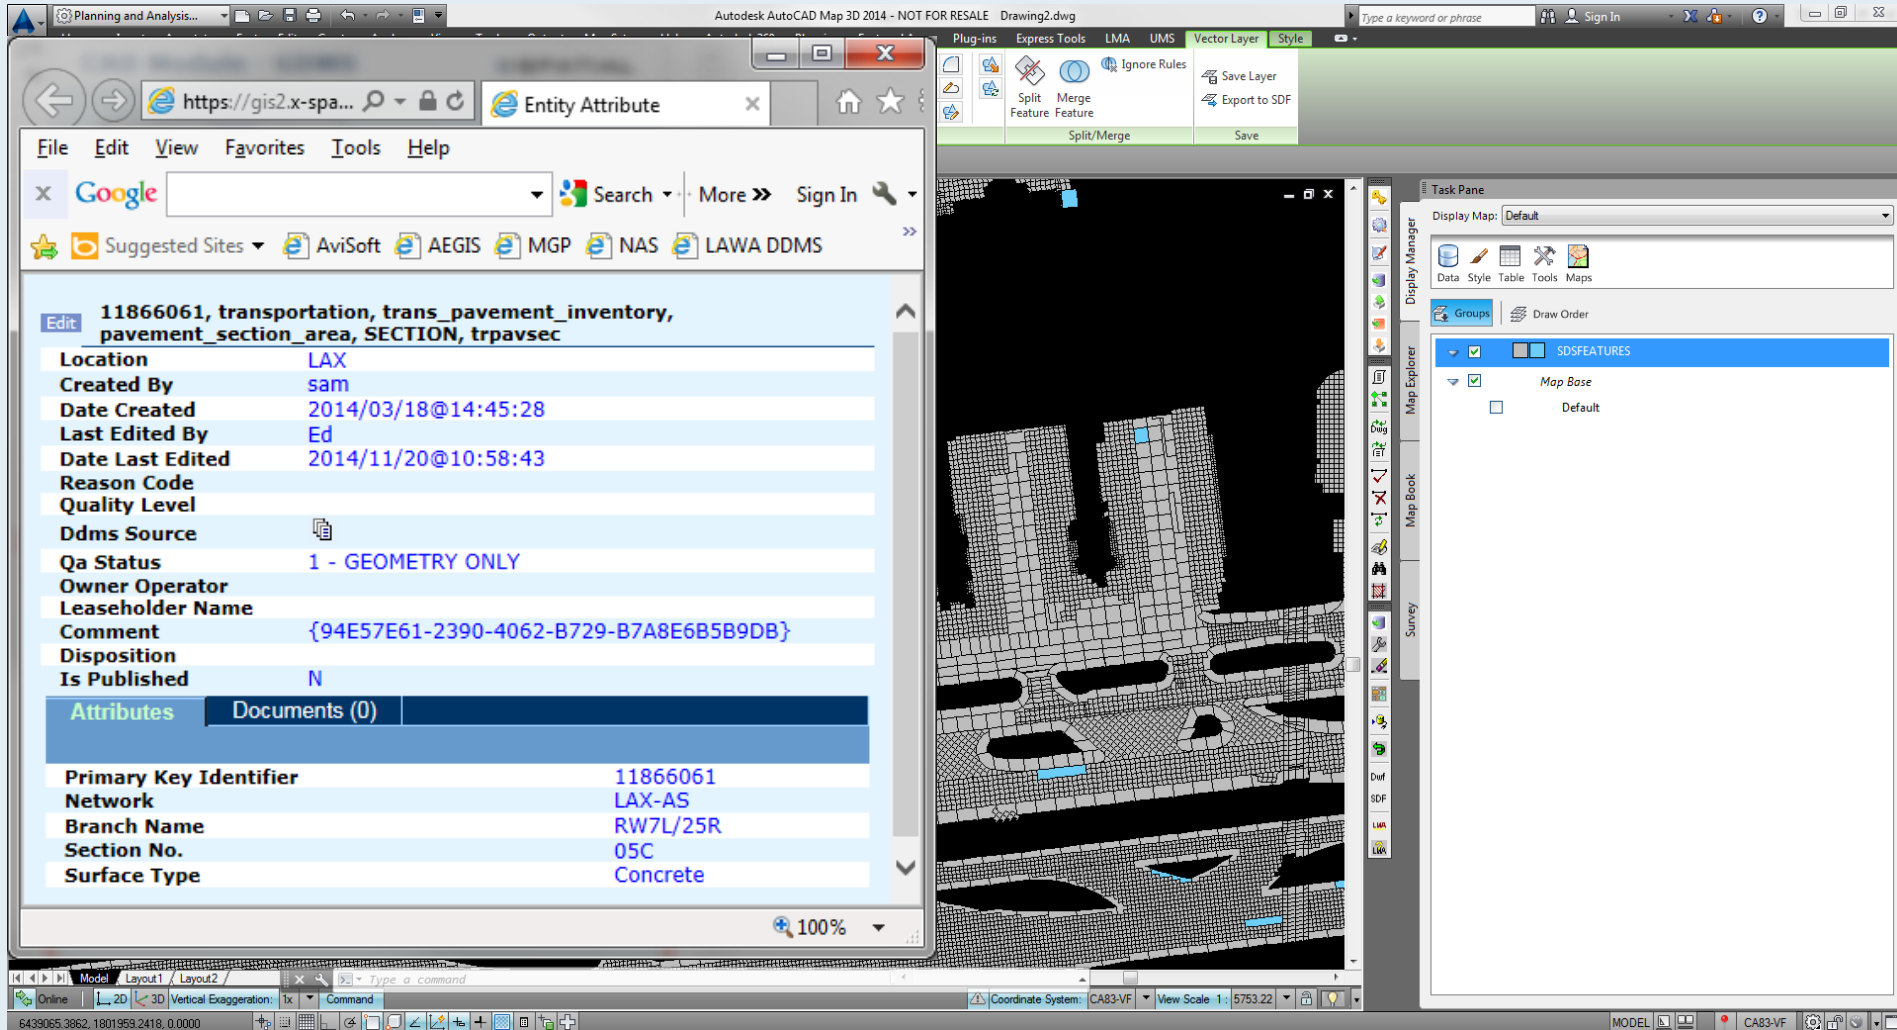 Planning and Analysis...
Autodesk AutoCAD Map 3D 2014 - NOT FOR RESALE Drawing2.dwg
Type a keyword or phrase
Sign In
Plug-ins Express Tools LMA UMS Vector Layer Style
Ignore Rules
Split Feature
Merge Feature
Save Layer
Export to SDF
Split/Merge
Save
https://gis2.x-spa...
Entity Attribute
File Edit View Favorites Tools Help
x Google Search More » Sign In
Suggested Sites AviSoft AEGIS MGP NAS LAWA DDMS »
Edit
11866061, transportation, trans_pavement_inventory,
pavement_section_area, SECTION, trpavsec
Location LAX
Created By sam
Date Created 2014/03/18@14:45:28
Last Edited By Ed
Date Last Edited 2014/11/20@10:58:43
Reason Code
Quality Level
Ddms Source
Qa Status 1 - GEOMETRY ONLY
Owner Operator
Leaseholder Name
Comment {94E57E61-2390-4062-B729-B7A8E6B5B9DB}
Disposition
Is Published N
Attributes Documents (0)
Primary Key Identifier 11866061
Network LAX-AS
Branch Name RW7L/25R
Section No. 05C
Surface Type Concrete
100%
Task Pane
Display Map: Default
Data Style Table Tools Maps
Groups Draw Order
SDSFEATURES
Map Base
Default
Display Manager
Map Explorer
Map Book
Survey
Dwg
Dwf
SDF
LWA
LWA
Model Layout1 Layout2
Type a command
Online 2D 3D Vertical Exaggeration: 1x Command
Coordinate System: CA83-VF View Scale 1 : 5753.22
6439065.3862, 1801959.2418, 0.0000
MODEL
CA83-VF